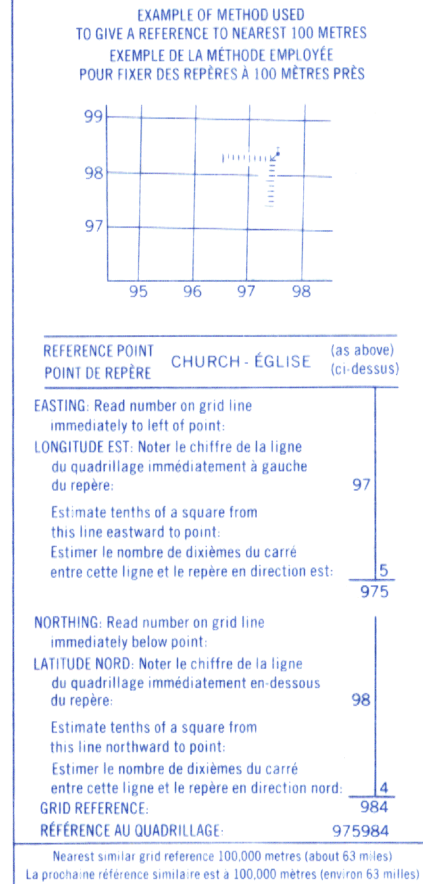 EXAMPLE OF METHOD USED
TO GIVE A REFERENCE TO NEAREST 100 METRES
EXEMPLE DE LA MÉTHODE EMPLOYÉE
POUR FIXER DES REPÈRES À 100 MÈTRES PRÈS
99
98
97
95 96 97 98
REFERENCE POINT
POINT DE REPÈRE
CHURCH - ÉGLISE
(as above)
(ci-dessus)
EASTING: Read number on grid line
immediately to left of point:
LONGITUDE EST: Noter le chiffre de la ligne
du quadrillage immédiatement à gauche
du repère: 97
Estimate tenths of a square from
this line eastward to point:
Estimer le nombre de dixièmes du carré
entre cette ligne et le repère en direction est: 5
975
NORTHING: Read number on grid line
immediately below point:
LATITUDE NORD: Noter le chiffre de la ligne
du quadrillage immédiatement en-dessous
du repère: 98
Estimate tenths of a square from
this line northward to point:
Estimer le nombre de dixièmes du carré
entre cette ligne et le repère en direction nord: 4
GRID REFERENCE: 984
RÉFÉRENCE AU QUADRILLAGE: 975984
Nearest similar grid reference 100,000 metres (about 63 miles)
La prochaine référence similaire est à 100,000 mètres (environ 63 milles)